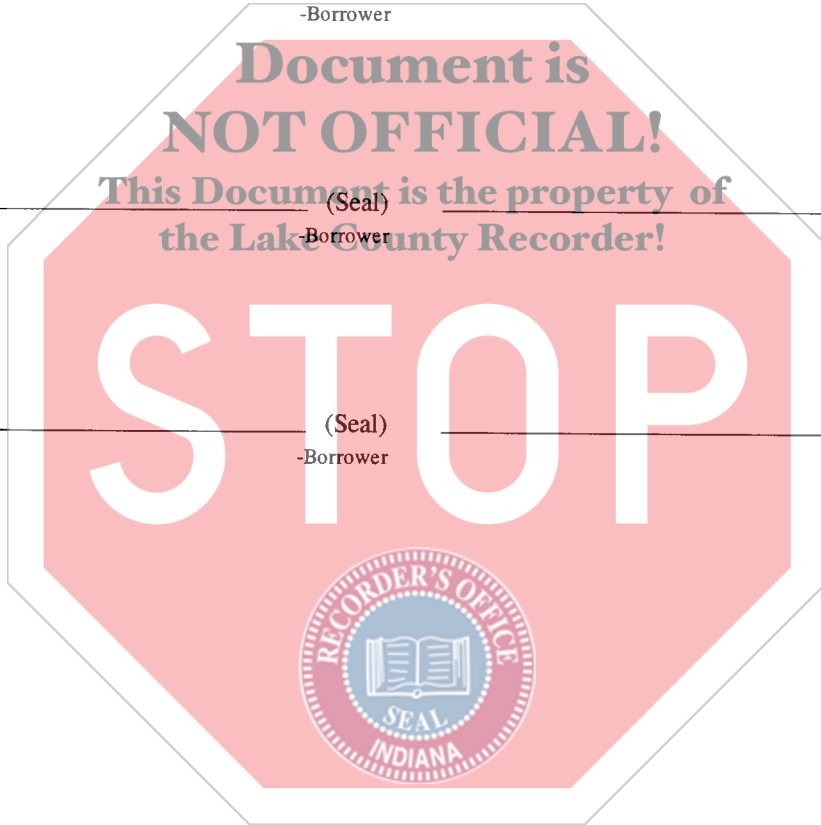 -Borrower
Document is
NOT OFFICIAL!
This Document is the property of
(Seal)
the Lake County Recorder!
-Borrower
STOP
(Seal)
-Borrower
RECORDER'S OFFICE
SEAL
INDIANA